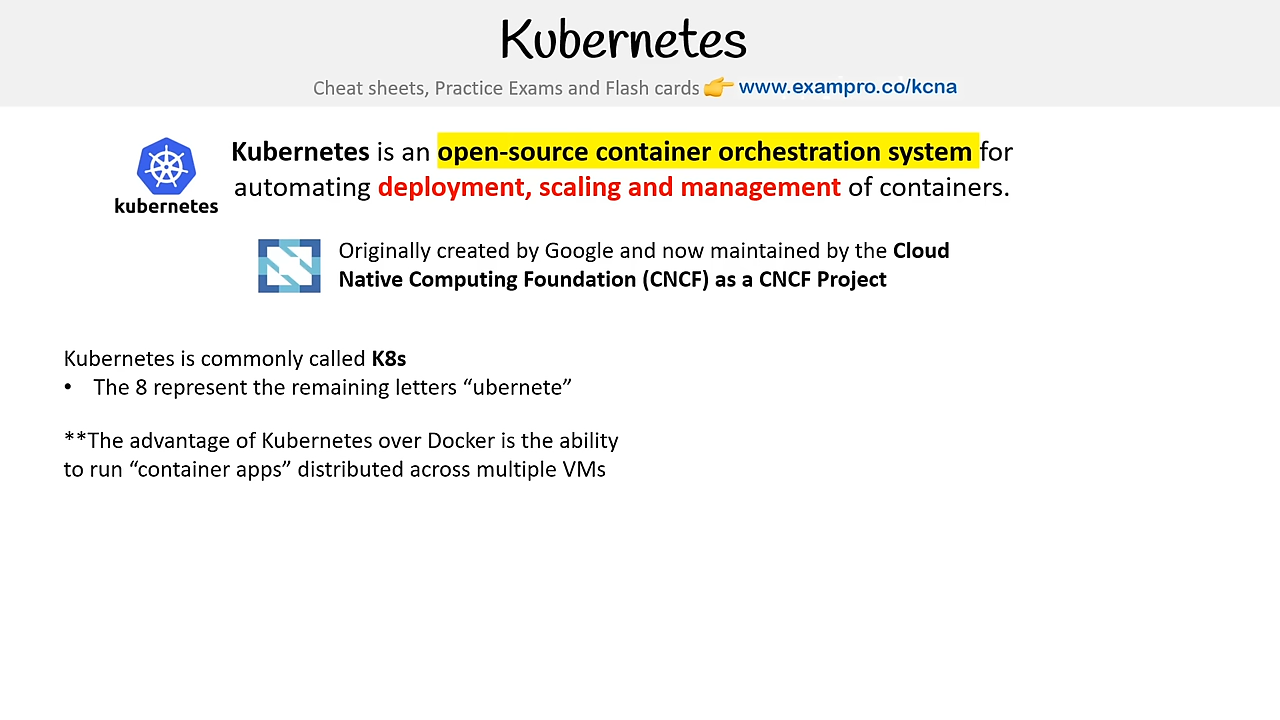 Kubernetes
Cheat sheets, Practice Exams and Flash cards 👉 www.exampro.co/kcna
Kubernetes is an open-source container orchestration system for
automating deployment, scaling and management of containers.
kubernetes
Originally created by Google and now maintained by the Cloud
Native Computing Foundation (CNCF) as a CNCF Project
Kubernetes is commonly called K8s
• The 8 represent the remaining letters “ubernete”
**The advantage of Kubernetes over Docker is the ability
to run “container apps” distributed across multiple VMs